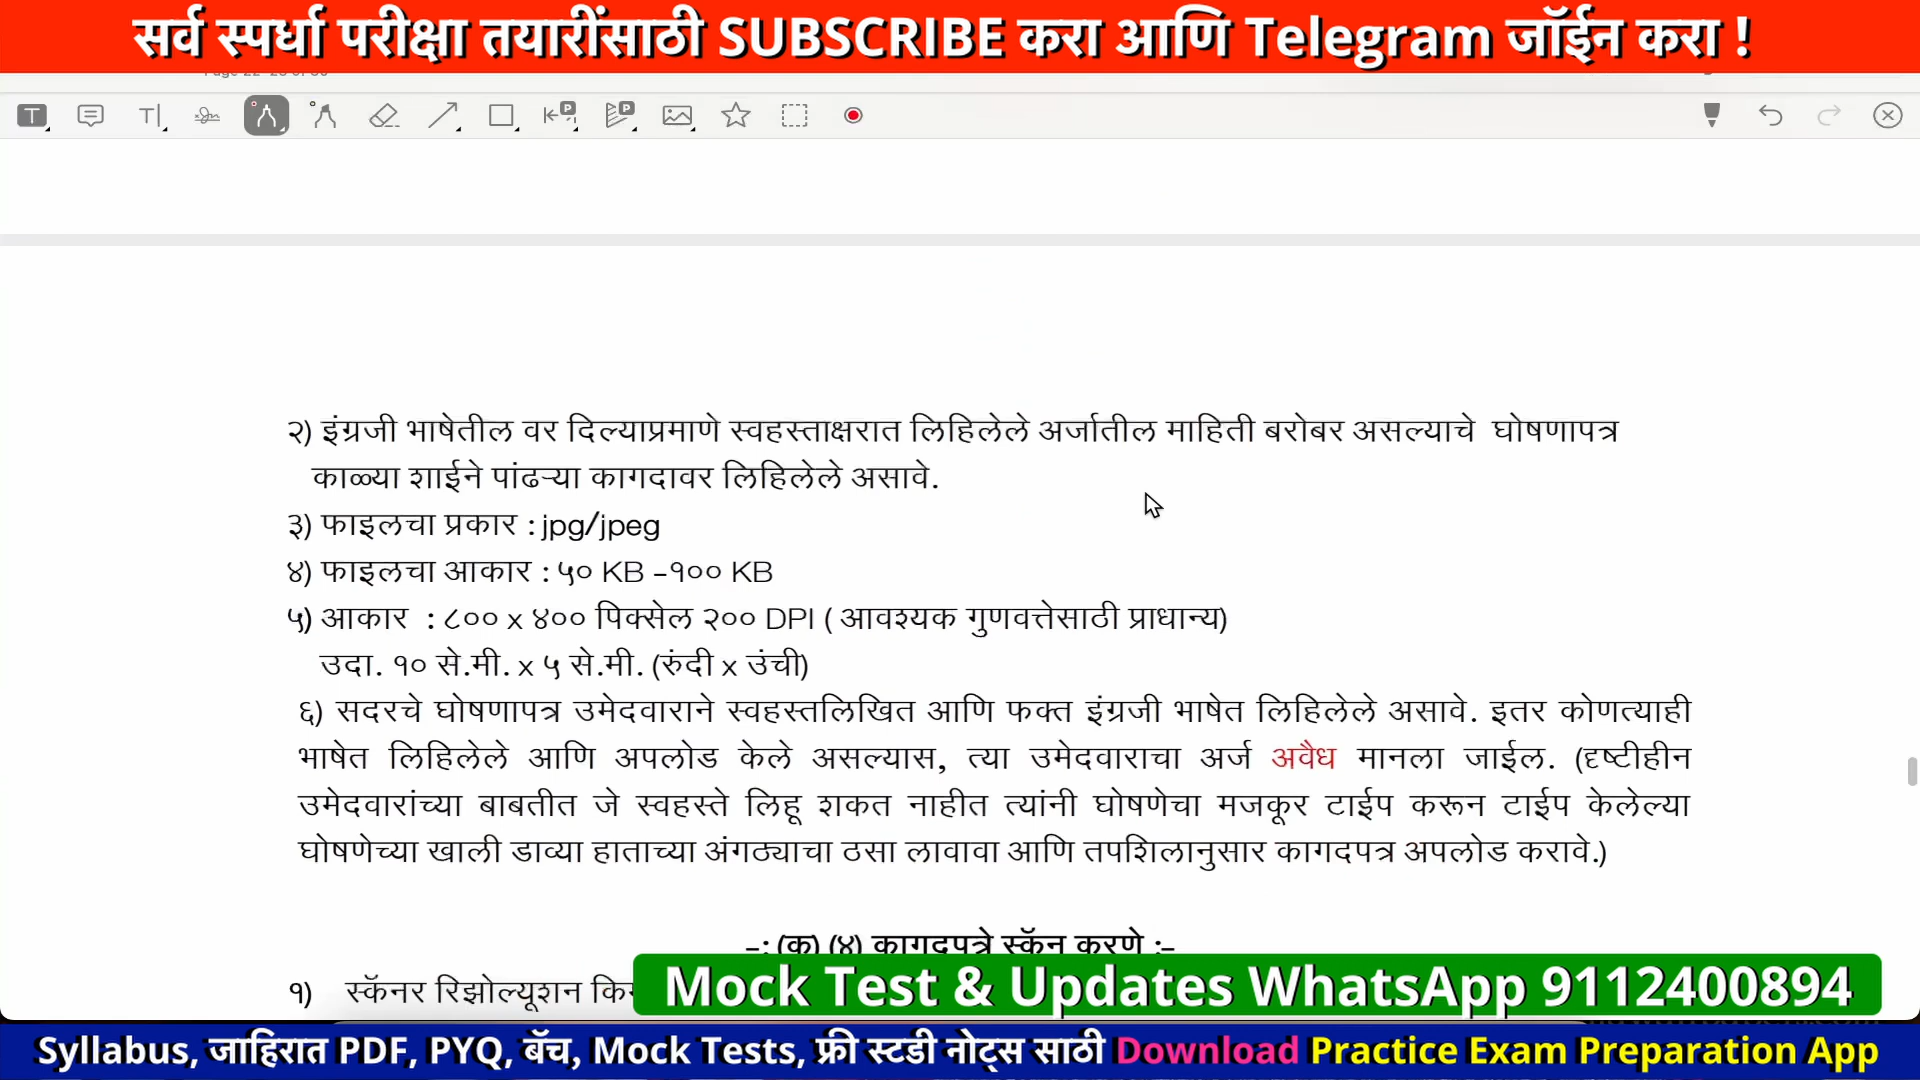 सर्व स्पर्धा परीक्षा तयारींसाठी SUBSCRIBE करा आणि Telegram जॉईन करा !
२) इंग्रजी भाषेतील वर दिल्याप्रमाणे स्वहस्ताक्षरात लिहिलेले अर्जातील माहिती बरोबर असल्याचे घोषणापत्र
काळ्या शाईने पांढऱ्या कागदावर लिहिलेले असावे.
३) फाइलचा प्रकार : jpg/jpeg
४) फाइलचा आकार : ५० KB –१०० KB
५) आकार : ८०० x ४०० पिक्सेल २०० DPI ( आवश्यक गुणवत्तेसाठी प्राधान्य)
उदा. १० से.मी. x ५ से.मी. (रुंदी x उंची)
६) सदरचे घोषणापत्र उमेदवाराने स्वहस्तलिखित आणि फक्त इंग्रजी भाषेत लिहिलेले असावे. इतर कोणत्याही
भाषेत लिहिलेले आणि अपलोड केले असल्यास, त्या उमेदवाराचा अर्ज अवैध मानला जाईल. (दृष्टीहीन
उमेदवारांच्या बाबतीत जे स्वहस्ते लिहू शकत नाहीत त्यांनी घोषणेचा मजकूर टाईप करून टाईप केलेल्या
घोषणेच्या खाली डाव्या हाताच्या अंगठ्याचा ठसा लावावा आणि तपशिलानुसार कागदपत्र अपलोड करावे.)
–: (क) (४) कागदपत्रे स्कॅन करणे :–
१) स्कॅनर रिझोल्यूशन
Mock Test & Updates WhatsApp 9112400894
Syllabus, जाहिरात PDF, PYQ, बॅच, Mock Tests, फ्री स्टडी नोट्स साठी Download Practice Exam Preparation App